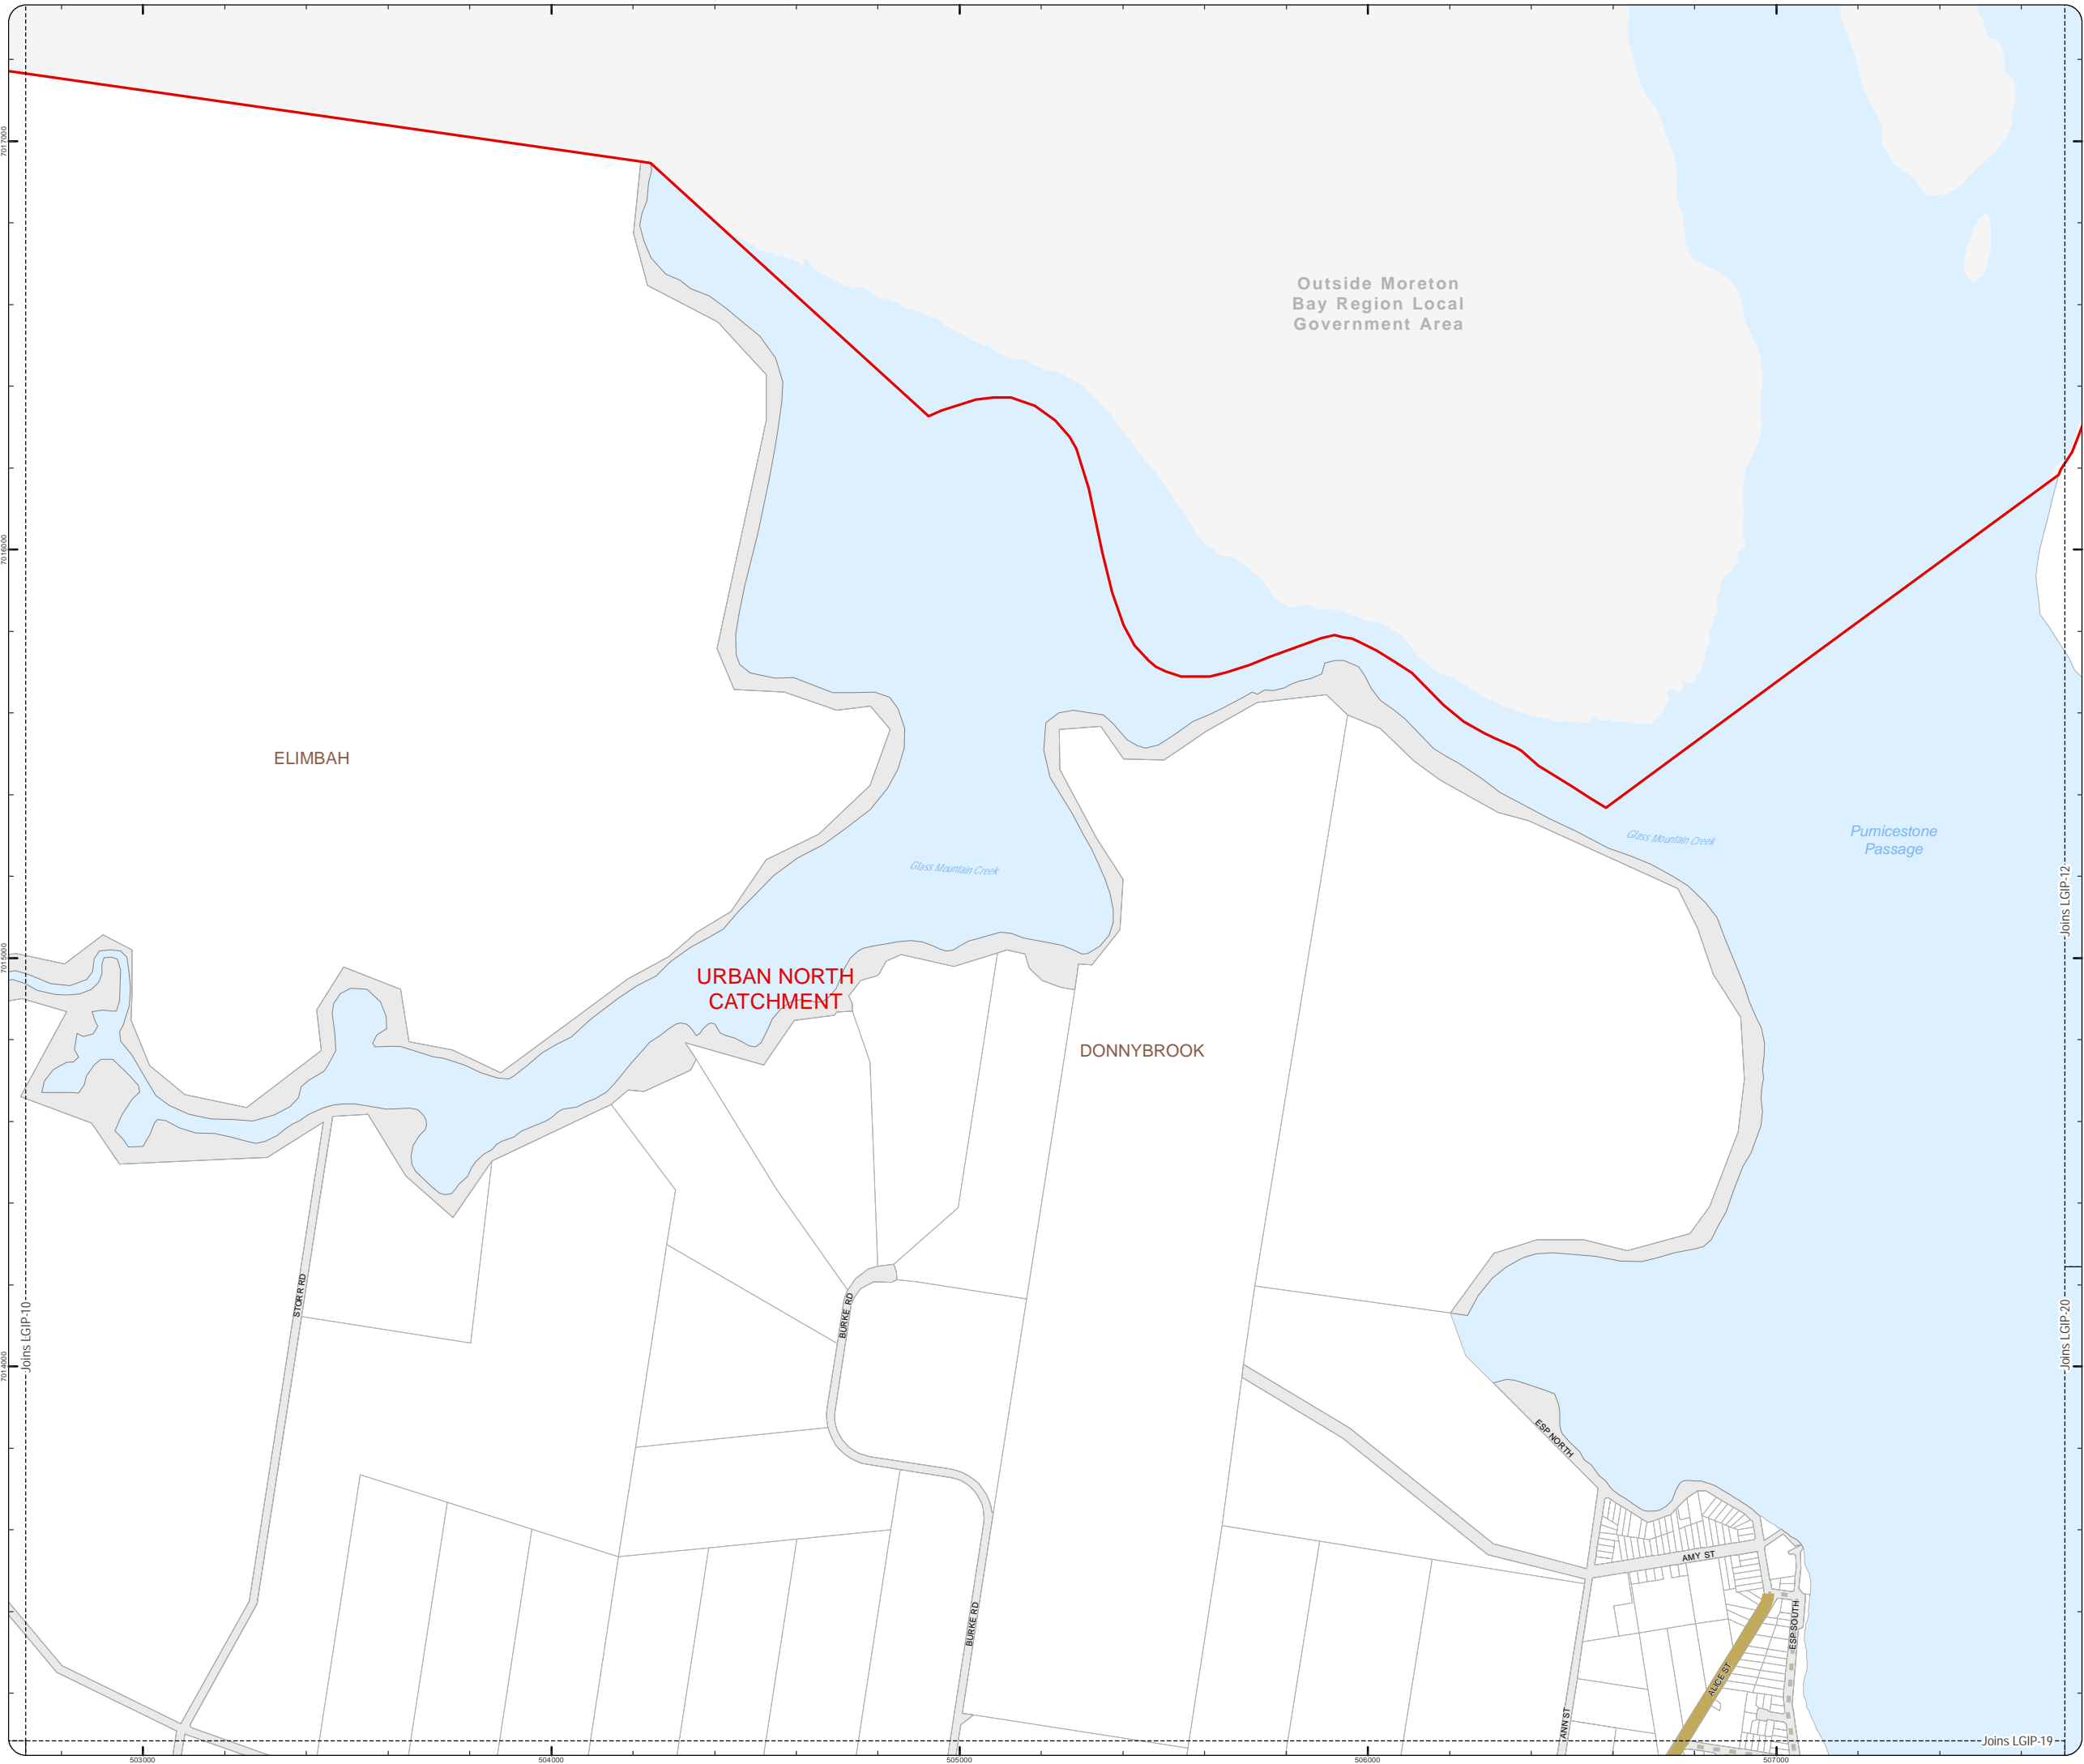 7017000
Outside Moreton
Bay Region Local
Government Area
7016000
ELIMBAH
Glass Mountain Creek
Pumicestone
Passage
Glass Mountain Creek
Joins LGIP-12
7015000
URBAN NORTH
CATCHMENT
DONNYBROOK
STORR RD
BURKE RD
Joins LGIP-10
Joins LGIP-20
7014000
ESP NORTH
AMY ST
BURKE RD
ESP SOUTH
ALICE ST
ANN ST
Joins LGIP-19
503000
504000
505000
506000
507000